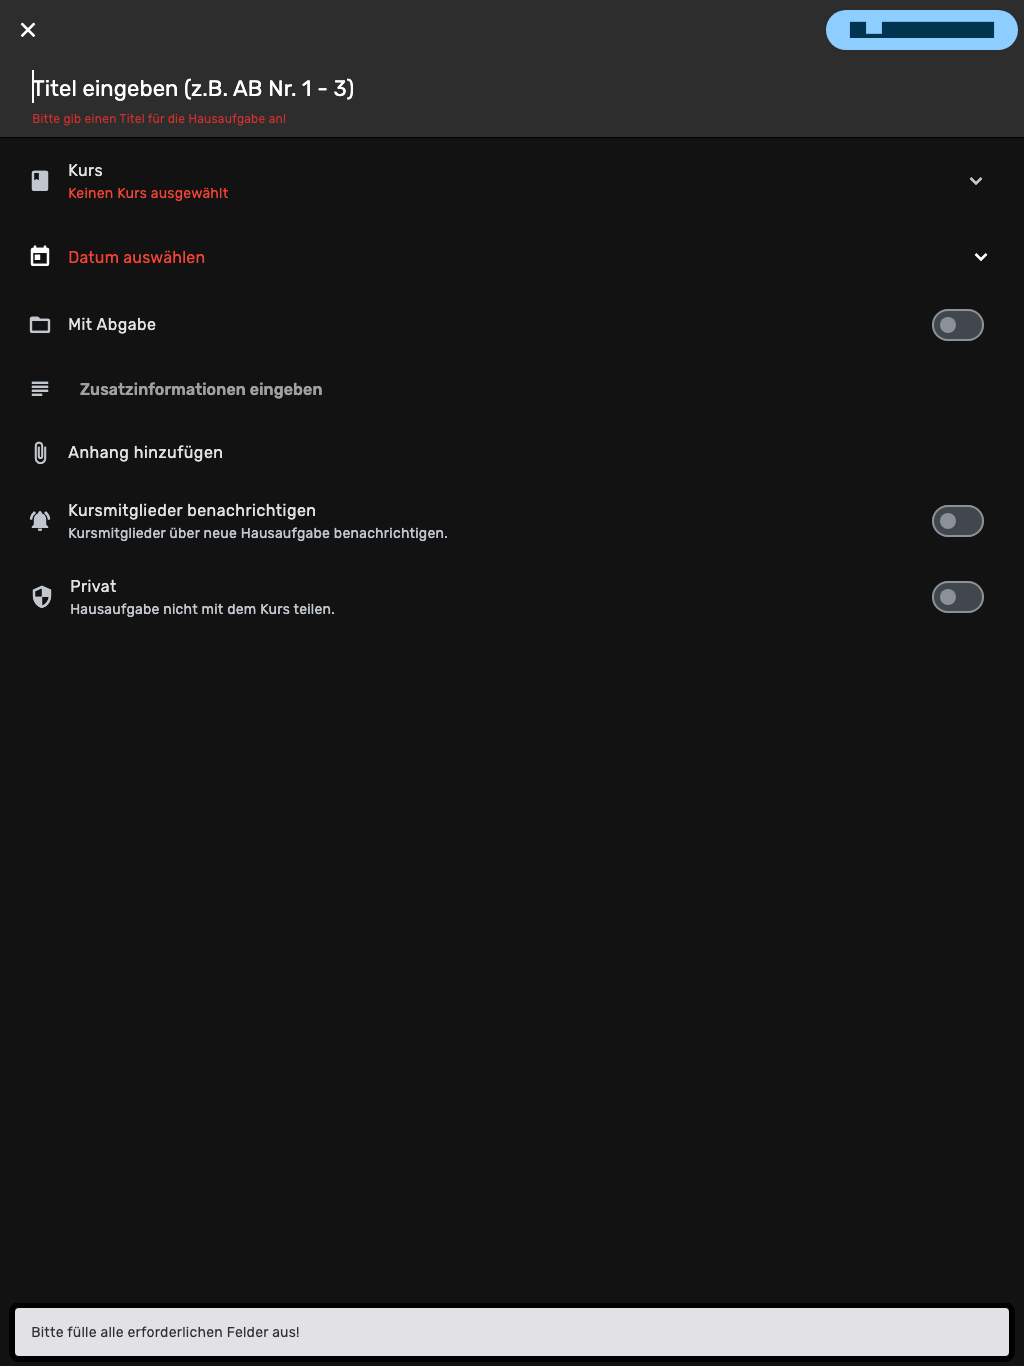 Titel eingeben (z.B. AB Nr. 1 - 3)
Bitte gib einen Titel für die Hausaufgabe an!
Kurs
Keinen Kurs ausgewählt
Datum auswählen
Mit Abgabe
Zusatzinformationen eingeben
Anhang hinzufügen
Kursmitglieder benachrichtigen
Kursmitglieder über neue Hausaufgabe benachrichtigen.
Privat
Hausaufgabe nicht mit dem Kurs teilen.
Bitte fülle alle erforderlichen Felder aus!